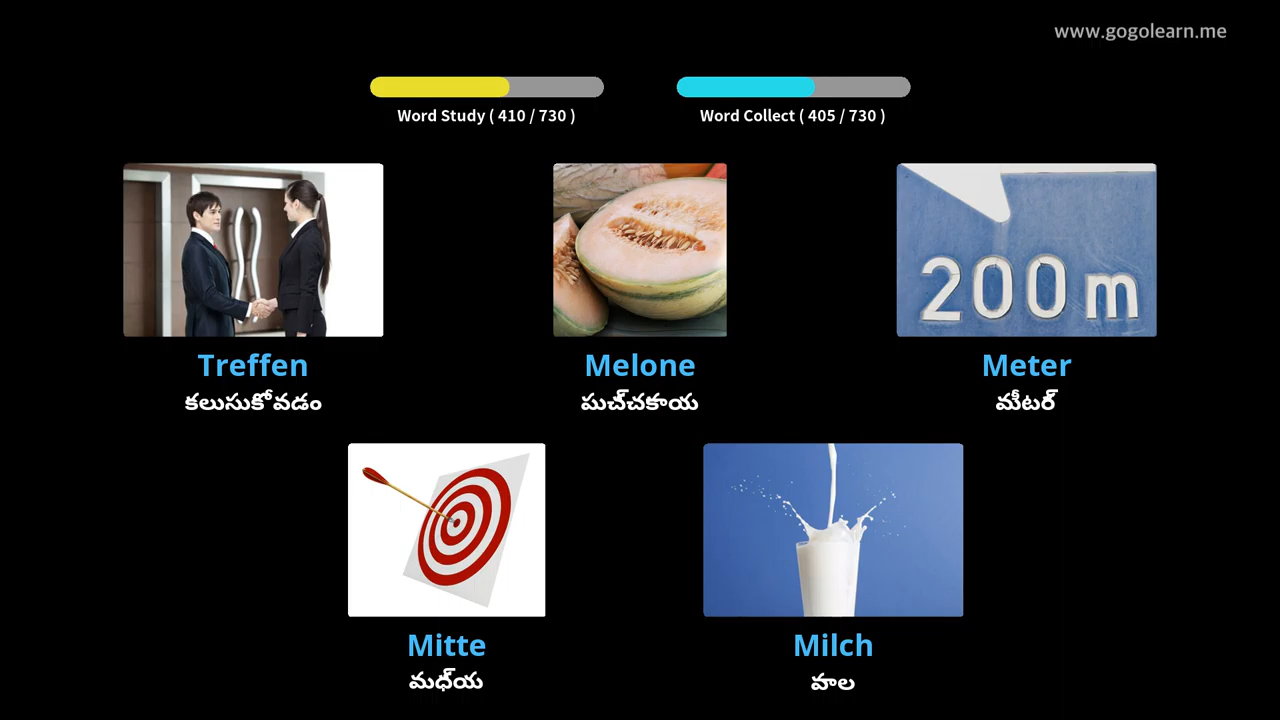 www.gogolearn.me
Word Study ( 410 / 730 )
Word Collect ( 405 / 730 )
200 m
Treffen
కలుసుకోవడం
Melone
పుచ్చకాయ
Meter
మీటర్
Mitte
మధ్య
Milch
పాల